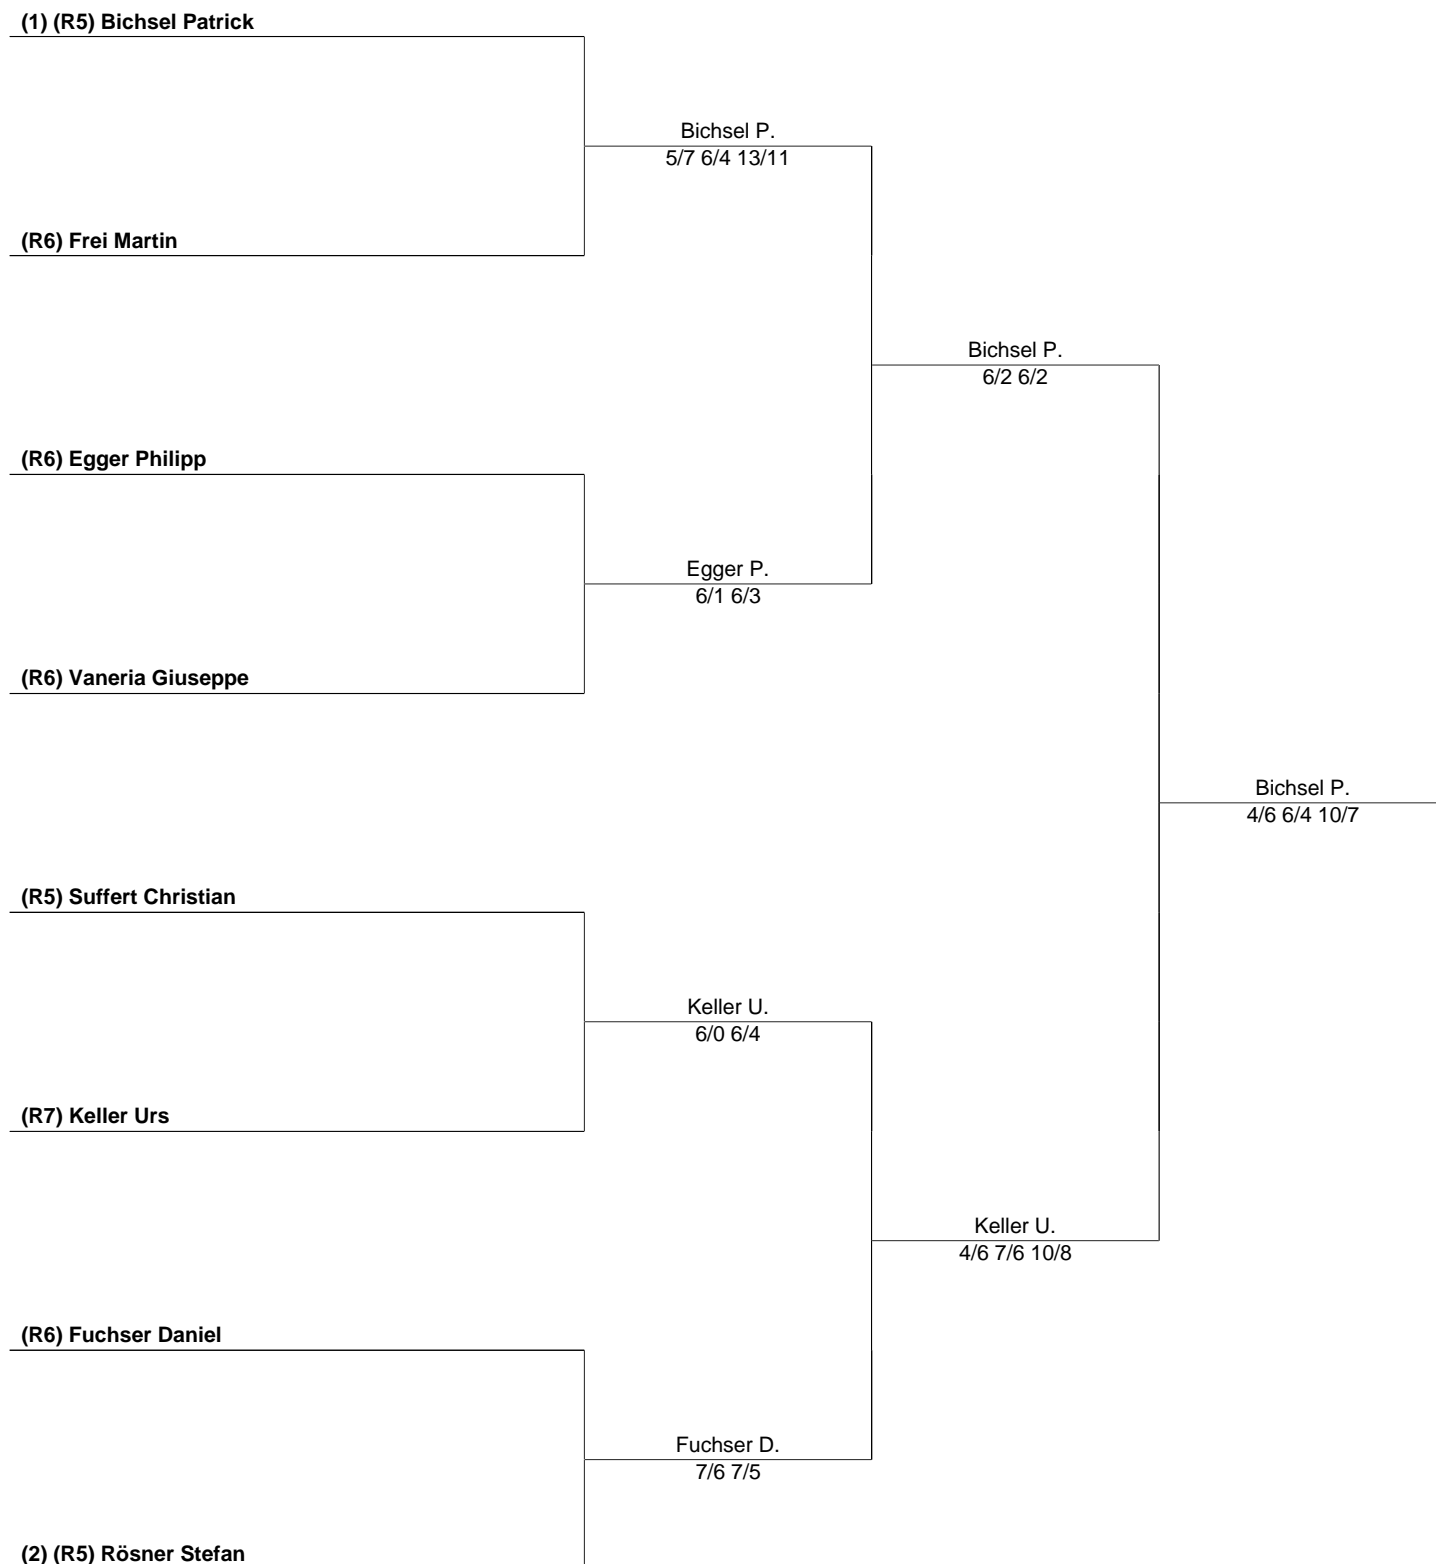 (1) (R5) Bichsel Patrick
Bichsel P.
5/7 6/4 13/11
(R6) Frei Martin
Bichsel P.
6/2 6/2
(R6) Egger Philipp
Egger P.
6/1 6/3
(R6) Vaneria Giuseppe
Bichsel P.
4/6 6/4 10/7
(R5) Suffert Christian
Keller U.
6/0 6/4
(R7) Keller Urs
Keller U.
4/6 7/6 10/8
(R6) Fuchser Daniel
Fuchser D.
7/6 7/5
(2) (R5) Rösner Stefan